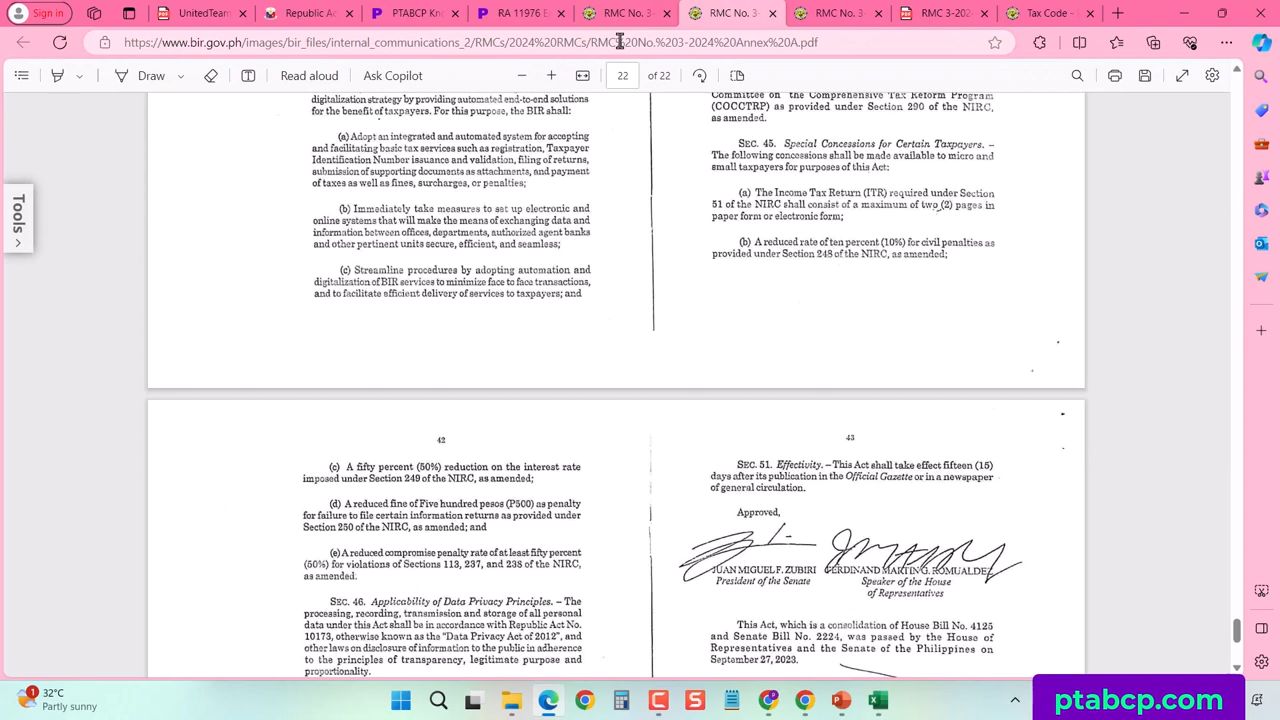 Sign in
UnitedTeam
Republic Ac
PTABCP Kno
RA 11976 E
RMC No. 3-
RMC No. 3-
RMC No. 3-
RMC 3-2024
Tax Code -
https://www.bir.gov.ph/images/bir_files/internal_communications_2/RMCs/2024%20RMCs/RMC%20No.%203-2024%20Annex%20A.pdf
Draw
Read aloud
Ask Copilot
22 of 22
Tools
digitalization strategy by providing automated end-to-end solutions
for the benefit of taxpayers. For this purpose, the BIR shall:
(a) Adopt an integrated and automated system for accepting
and facilitating basic tax services such as registration, Taxpayer
Identification Number issuance and validation, filing of returns,
submission of supporting documents as attachments, and payment
of taxes as well as fines, surcharges, or penalties;
(b) Immediately take measures to set up electronic and
online systems that will make the means of exchanging data and
information between offices, departments, authorized agent banks
and other pertinent units secure, efficient, and seamless;
(c) Streamline procedures by adopting automation and
digitalization of BIR services to minimize face to face transactions,
and to facilitate efficient delivery of services to taxpayers; and
Committee on the Comprehensive Tax Reform Program
(COCCTRP) as provided under Section 290 of the NIRC,
as amended.
SEC. 45. Special Concessions for Certain Taxpayers. –
The following concessions shall be made available to micro and
small taxpayers for purposes of this Act:
(a) The Income Tax Return (ITR) required under Section
51 of the NIRC shall consist of a maximum of two (2) pages in
paper form or electronic form;
(b) A reduced rate of ten percent (10%) for civil penalties as
provided under Section 248 of the NIRC, as amended;
42
(c) A fifty percent (50%) reduction on the interest rate
imposed under Section 249 of the NIRC, as amended;
(d) A reduced fine of Five hundred pesos (P500) as penalty
for failure to file certain information returns as provided under
Section 250 of the NIRC, as amended; and
(e) A reduced compromise penalty rate of at least fifty percent
(50%) for violations of Sections 113, 237, and 238 of the NIRC,
as amended.
SEC. 46. Applicability of Data Privacy Principles. – The
processing, recording, transmission and storage of all personal
data under this Act shall be in accordance with Republic Act No.
10173, otherwise known as the "Data Privacy Act of 2012", and
other laws on disclosure of information to the public in adherence
to the principles of transparency, legitimate purpose and
proportionality.
43
SEC. 51. Effectivity. – This Act shall take effect fifteen (15)
days after its publication in the Official Gazette or in a newspaper
of general circulation.
Approved,
JUAN MIGUEL F. ZUBIRI FERDINAND MARTIN G. ROMUALDEZ
President of the Senate Speaker of the House
of Representatives
This Act, which is a consolidation of House Bill No. 4125
and Senate Bill No. 2224, was passed by the House of
Representatives and the Senate of the Philippines on
September 27, 2023.
1
32°C
Partly sunny
ptabcp.com